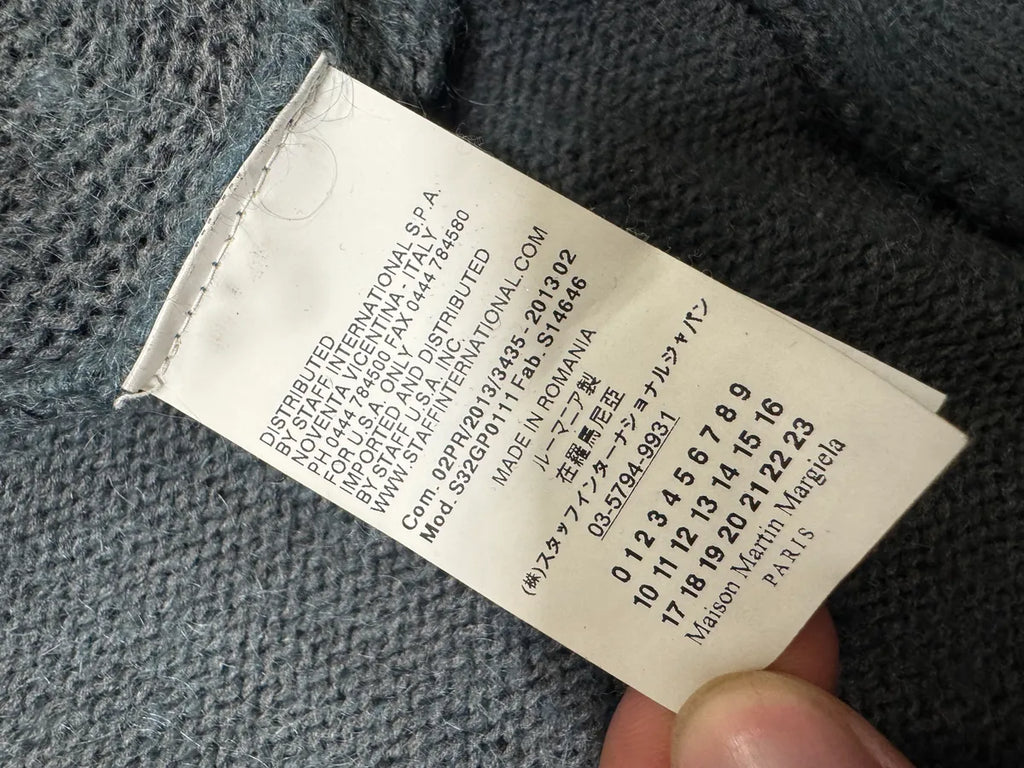 DISTRIBUTED
BY STAFF INTERNATIONAL S.P.A.
NOVENTA VICENTINA - ITALY
PH 0444 784500 FAX 0444 784580
FOR U.S.A. ONLY
IMPORTED AND DISTRIBUTED
BY STAFF U.S.A. INC.
WWW.STAFFINTERNATIONAL.COM
Com. 02PR/2013/3435 - 2013 02
Mod. S32GP0111 Fab. S14646
MADE IN ROMANIA
ルーマニア製
在羅馬尼亞
(株)スタッフインターナショナルジャパン
03-5794-9931
0 1 2 3 4 5 6 7 8 9
10 11 12 13 14 15 16
17 18 19 20 21 22 23
Maison Martin Margiela
PARIS